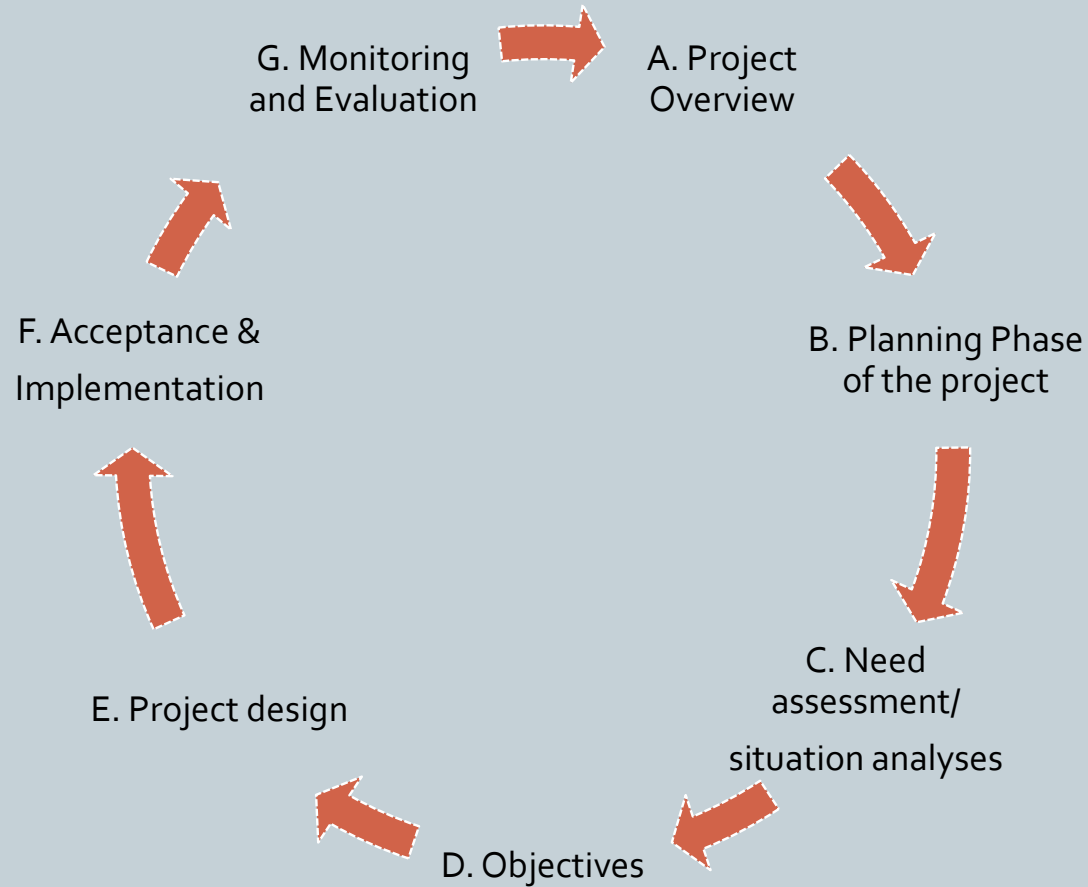 A. Project
Overview
B. Planning Phase
of the project
C. Need
assessment/
situation analyses
D. Objectives
E. Project design
F. Acceptance &
Implementation
G. Monitoring
and Evaluation